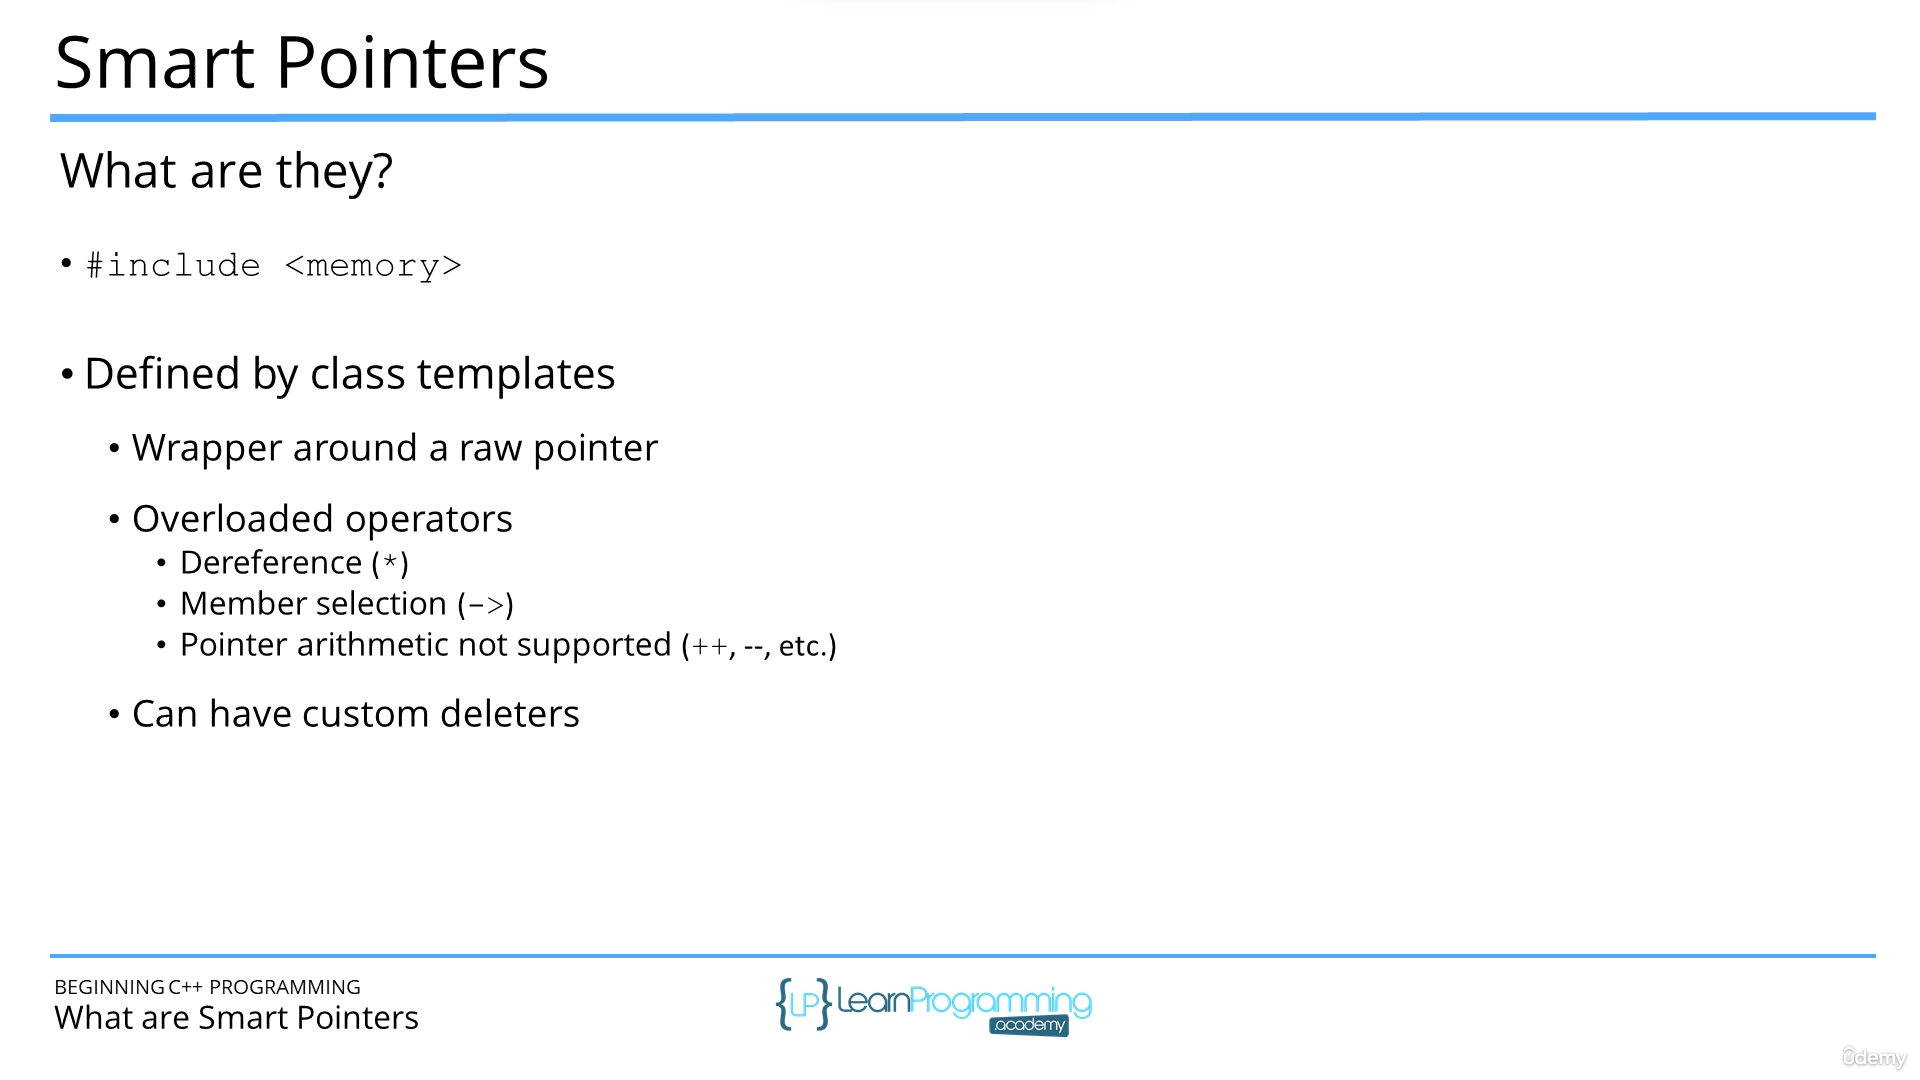 Smart Pointers
What are they?
• #include <memory>
• Defined by class templates
• Wrapper around a raw pointer
• Overloaded operators
• Dereference (*)
• Member selection (->)
• Pointer arithmetic not supported (++, --, etc.)
• Can have custom deleters
BEGINNING C++ PROGRAMMING
What are Smart Pointers
{LP} LearnProgramming
.academy
ûdemy